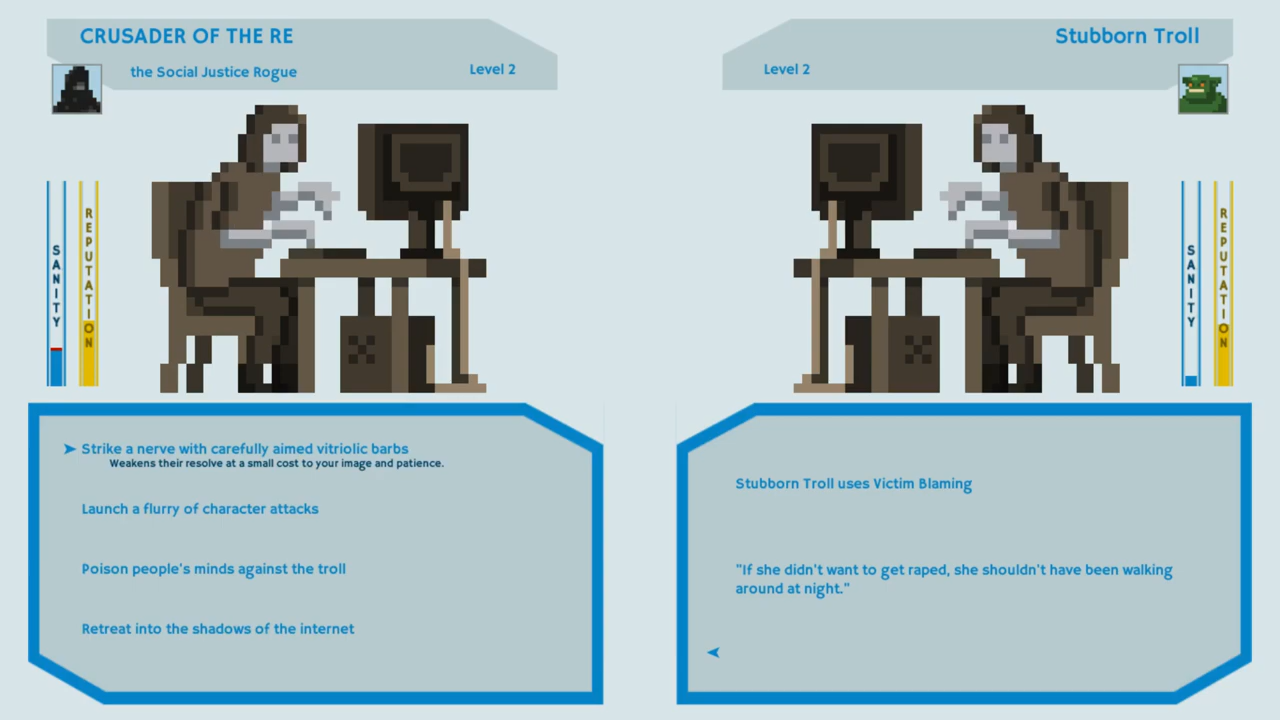 CRUSADER OF THE RE
the Social Justice Rogue
Level 2
Stubborn Troll
Level 2
SANITY
REPUTATION
SANITY
REPUTATION
Strike a nerve with carefully aimed vitriolic barbs
Weakens their resolve at a small cost to your image and patience.
Launch a flurry of character attacks
Poison people's minds against the troll
Retreat into the shadows of the internet
Stubborn Troll uses Victim Blaming
"If she didn't want to get raped, she shouldn't have been walking
around at night."